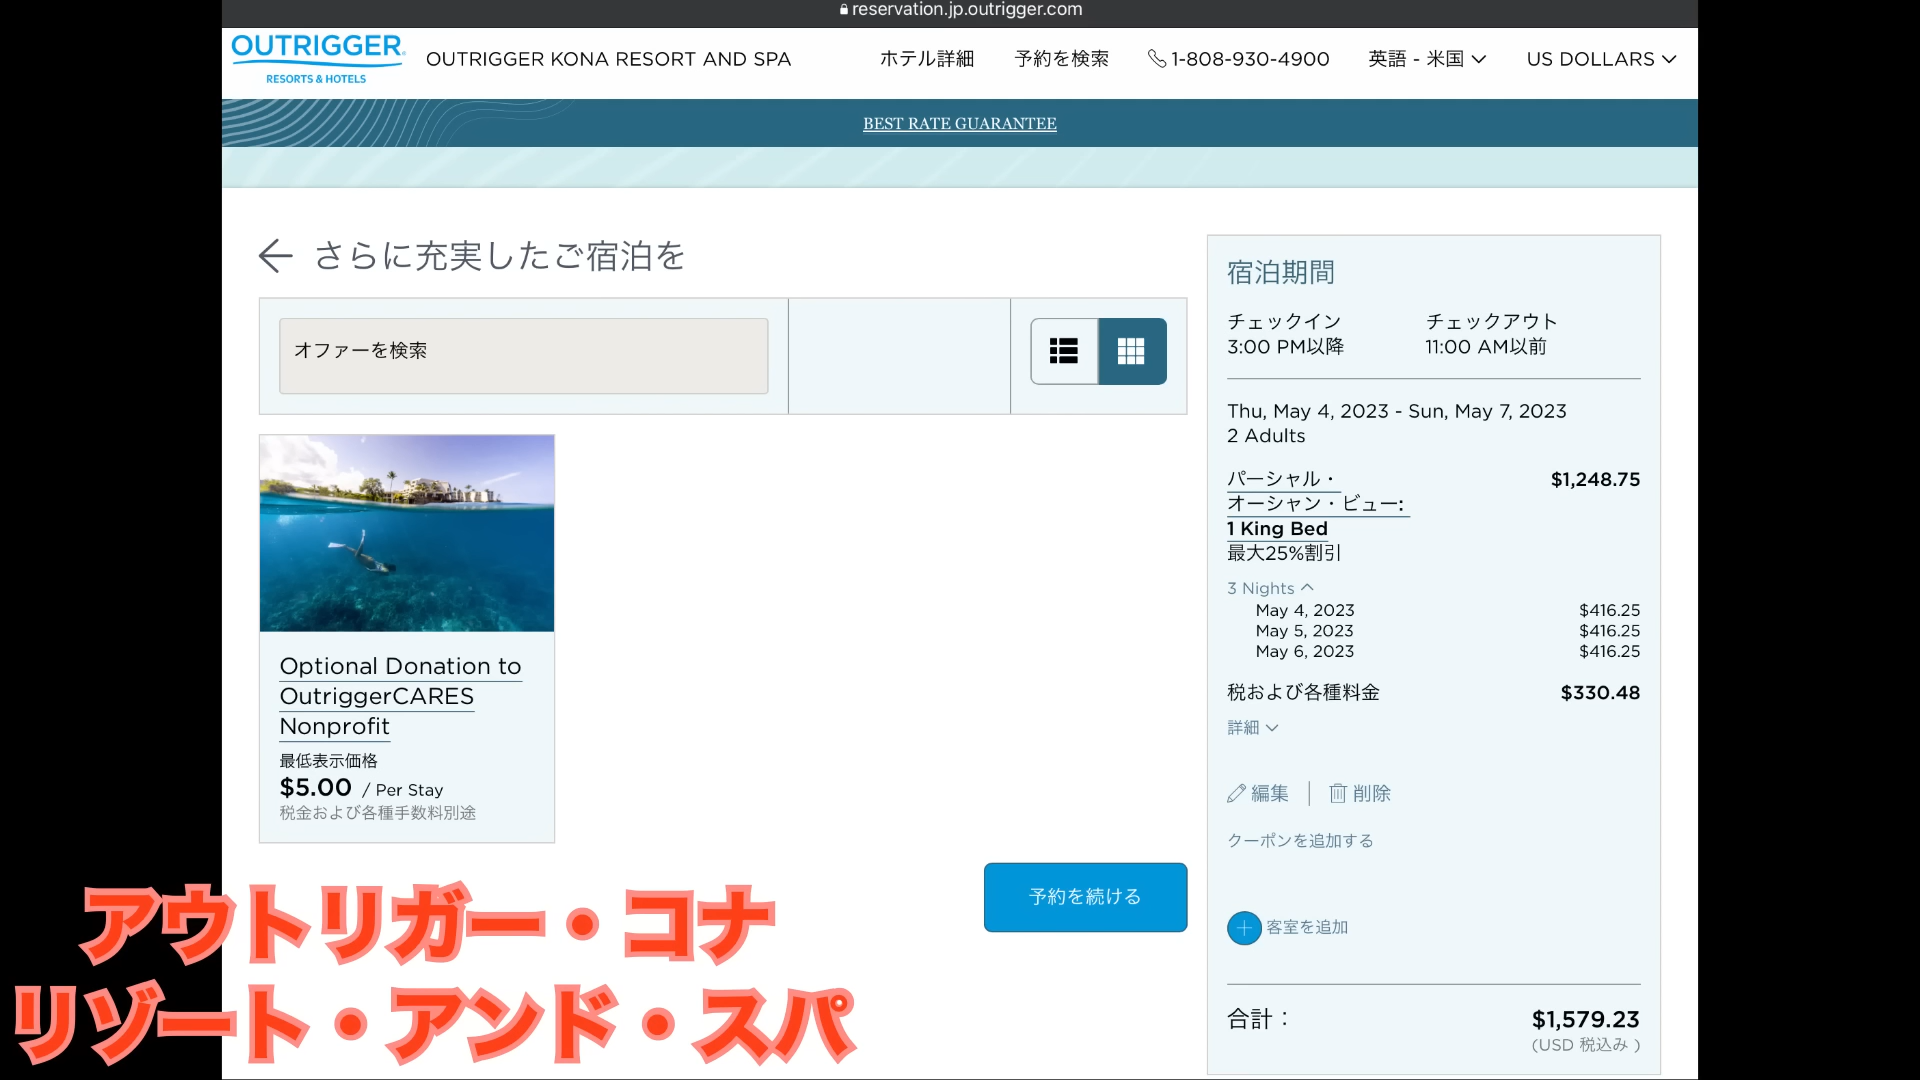 reservation.jp.outrigger.com
OUTRIGGER
RESORTS & HOTELS
OUTRIGGER KONA RESORT AND SPA
ホテル詳細
予約を検索
1-808-930-4900
英語 - 米国
US DOLLARS
BEST RATE GUARANTEE
さらに充実したご宿泊を
オファーを検索
Optional Donation to
OutriggerCARES
Nonprofit
最低表示価格
$5.00 / Per Stay
税金および各種手数料別途
予約を続ける
宿泊期間
チェックイン
3:00 PM以降
チェックアウト
11:00 AM以前
Thu, May 4, 2023 - Sun, May 7, 2023
2 Adults
パーシャル・ $1,248.75
オーシャン・ビュー:
1 King Bed
最大25%割引
3 Nights
May 4, 2023 $416.25
May 5, 2023 $416.25
May 6, 2023 $416.25
税および各種料金 $330.48
詳細
編集 | 削除
クーポンを追加する
客室を追加
合計： $1,579.23
(USD 税込み )
アウトリガー・コナ
リゾート・アンド・スパ